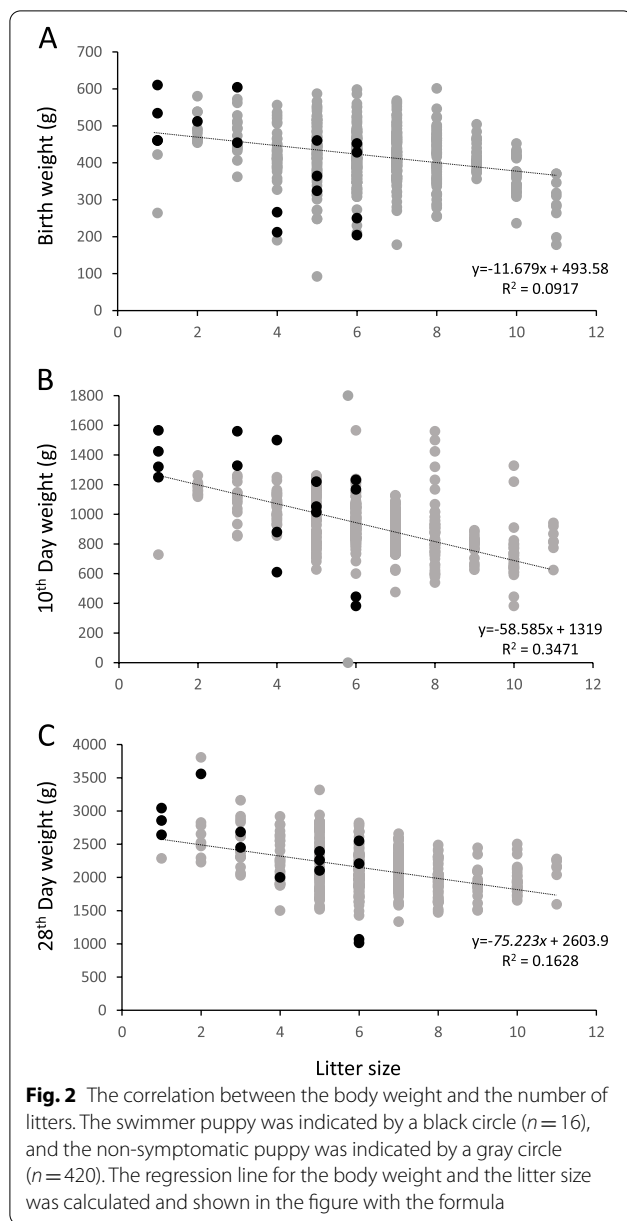 A
Birth weight (g)
700
600
500
400
300
200
100
0
y=-11.679x + 493.58
R² = 0.0917
0 2 4 6 8 10 12
B
10th Day weight (g)
1800
1600
1400
1200
1000
800
600
400
200
0
y=-58.585x + 1319
R² = 0.3471
0 2 4 6 8 10 12
C
28th Day weight (g)
4000
3500
3000
2500
2000
1500
1000
500
0
y=-75.223x + 2603.9
R² = 0.1628
0 2 4 6 8 10 12
Litter size
Fig. 2 The correlation between the body weight and the number of
litters. The swimmer puppy was indicated by a black circle (n = 16),
and the non-symptomatic puppy was indicated by a gray circle
(n = 420). The regression line for the body weight and the litter size
was calculated and shown in the figure with the formula